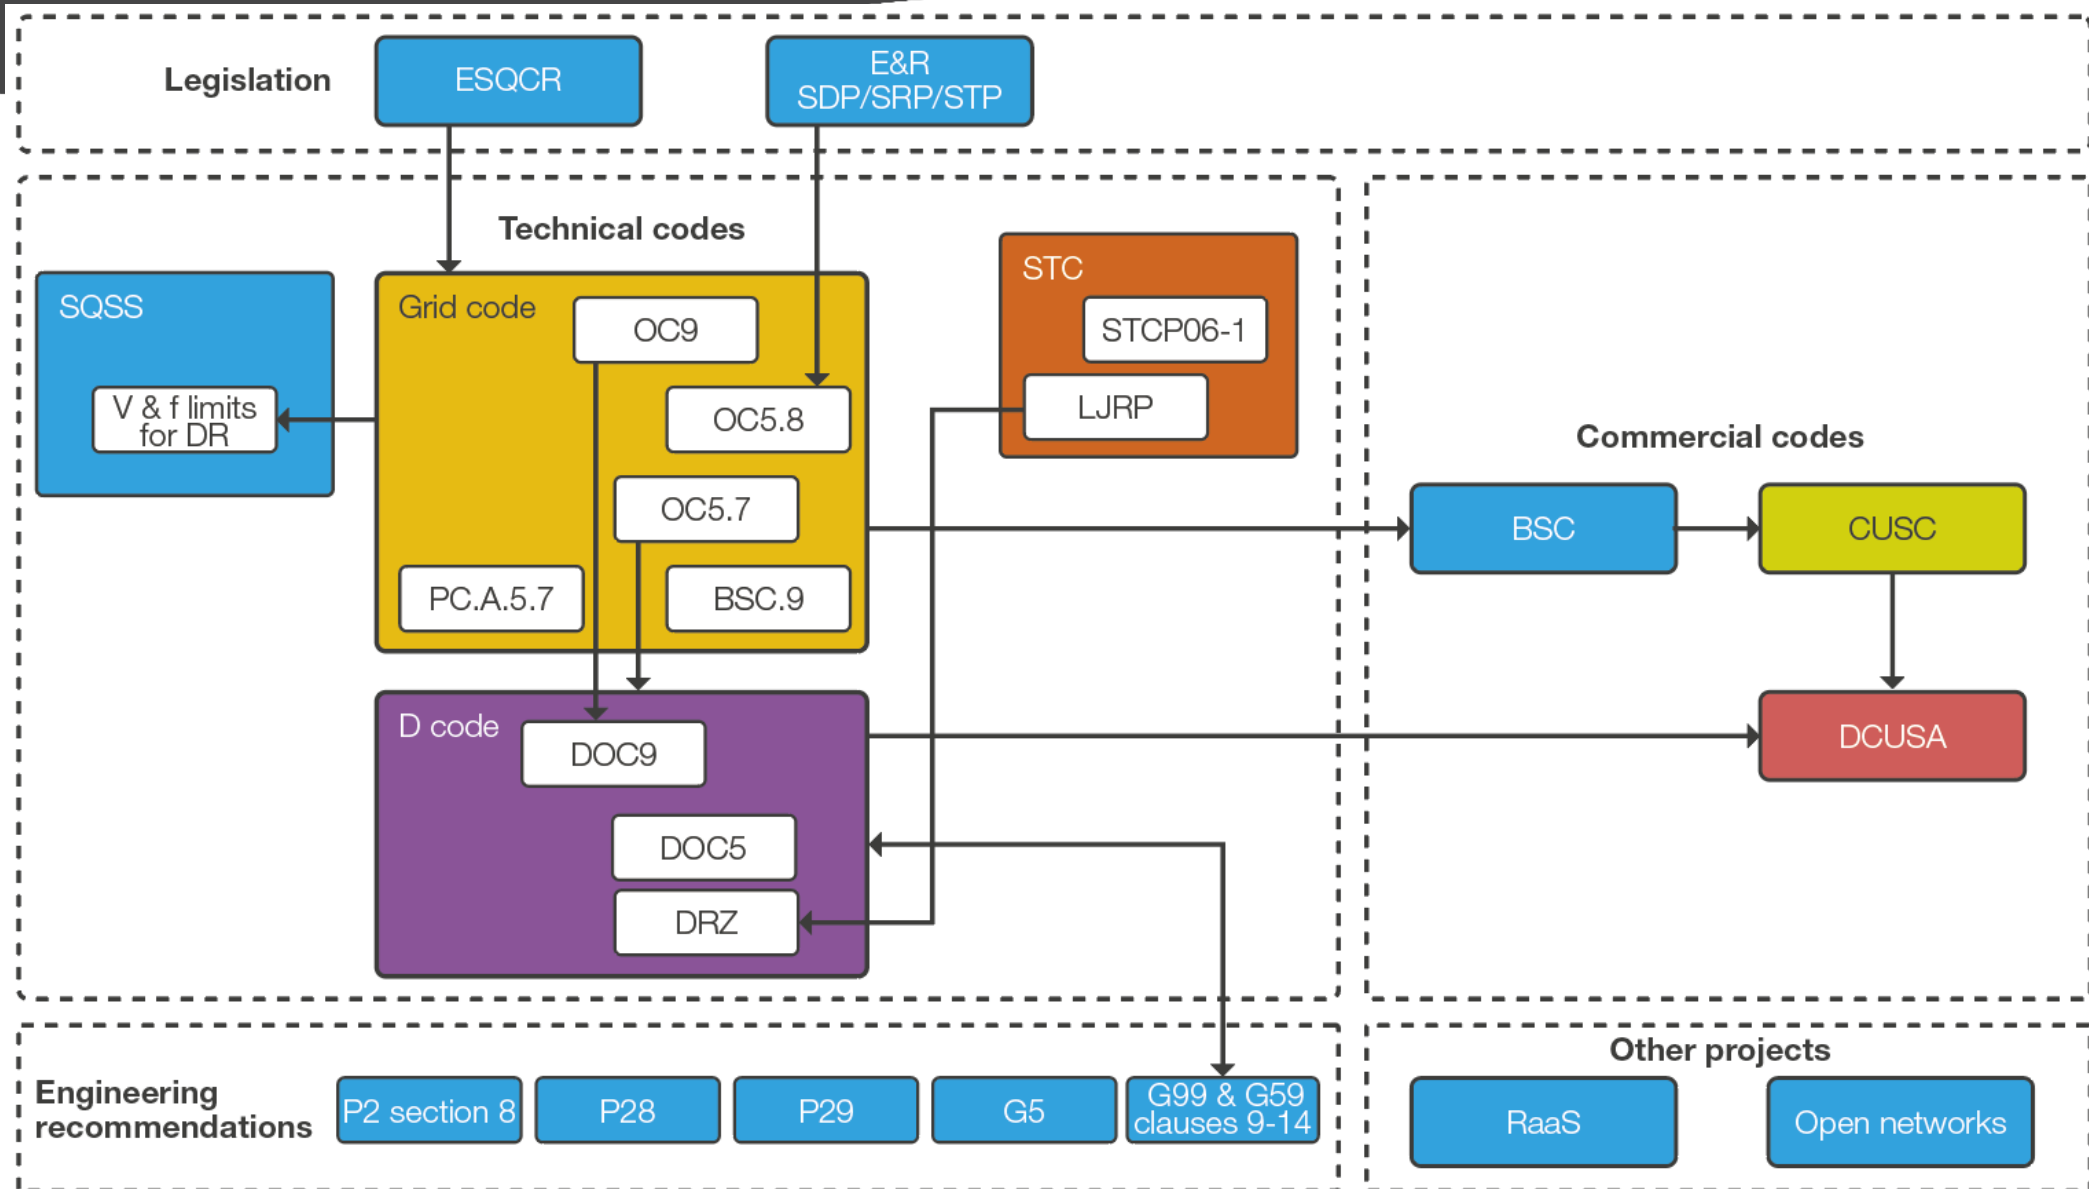 Legislation
ESQCR
E&R
SDP/SRP/STP
Technical codes
SQSS
V & f limits
for DR
Grid code
OC9
OC5.8
OC5.7
PC.A.5.7
BSC.9
STC
STCP06-1
LJRP
D code
DOC9
DOC5
DRZ
Commercial codes
BSC
CUSC
DCUSA
Engineering
recommendations
P2 section 8
P28
P29
G5
G99 & G59
clauses 9-14
Other projects
RaaS
Open networks